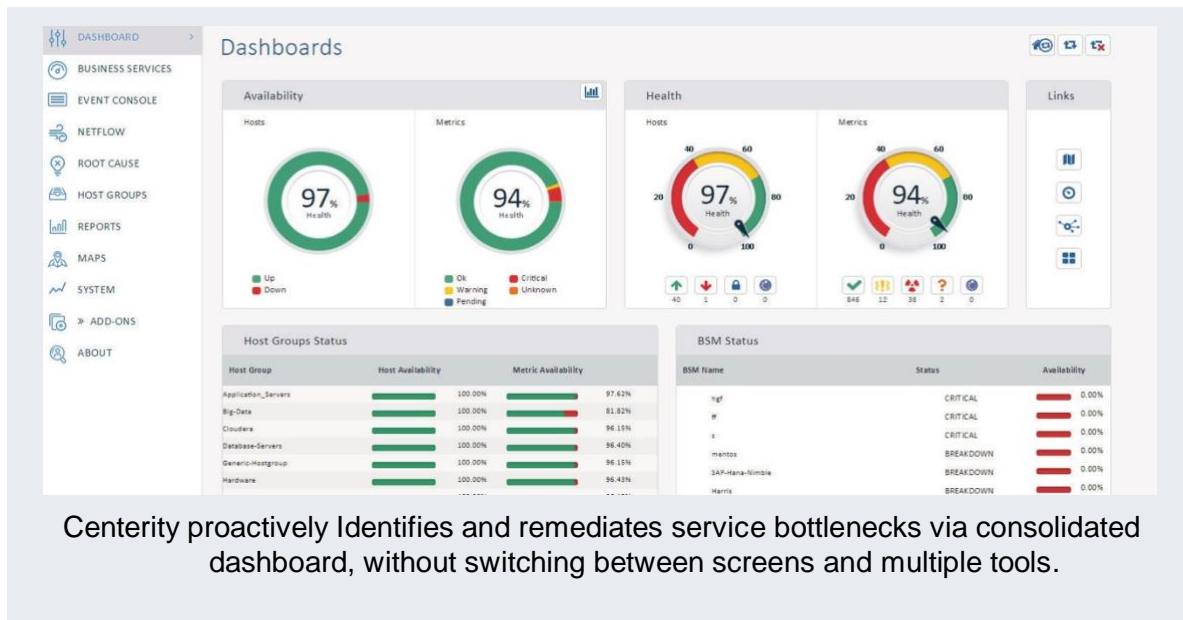 DASHBOARD >
BUSINESS SERVICES
EVENT CONSOLE
NETFLOW
ROOT CAUSE
HOST GROUPS
REPORTS
MAPS
SYSTEM
» ADD-ONS
ABOUT
Dashboards
Availability
Hosts
97%
Health
Up
Down
Metrics
94%
Health
Ok
Critical
Warning
Unknown
Pending
Health
Hosts
0 20 40 60 80 100
97%
Health
40 1 0 0
Metrics
0 20 40 60 80 100
94%
Health
846 12 38 2 0
Links
Host Groups Status
Host Group Host Availability Metric Availability
Application_Servers 100.00% 97.62%
Big-Data 100.00% 81.82%
Cloudera 100.00% 96.15%
Database-Servers 100.00% 96.40%
Generic-Hostgroup 100.00% 96.15%
Hardware 100.00% 96.43%
BSM Status
BSM Name Status Availability
hgf CRITICAL 0.00%
ff CRITICAL 0.00%
s CRITICAL 0.00%
mentos BREAKDOWN 0.00%
SAP-Hana-Nimble BREAKDOWN 0.00%
Harris BREAKDOWN 0.00%
Centerity proactively Identifies and remediates service bottlenecks via consolidated
dashboard, without switching between screens and multiple tools.